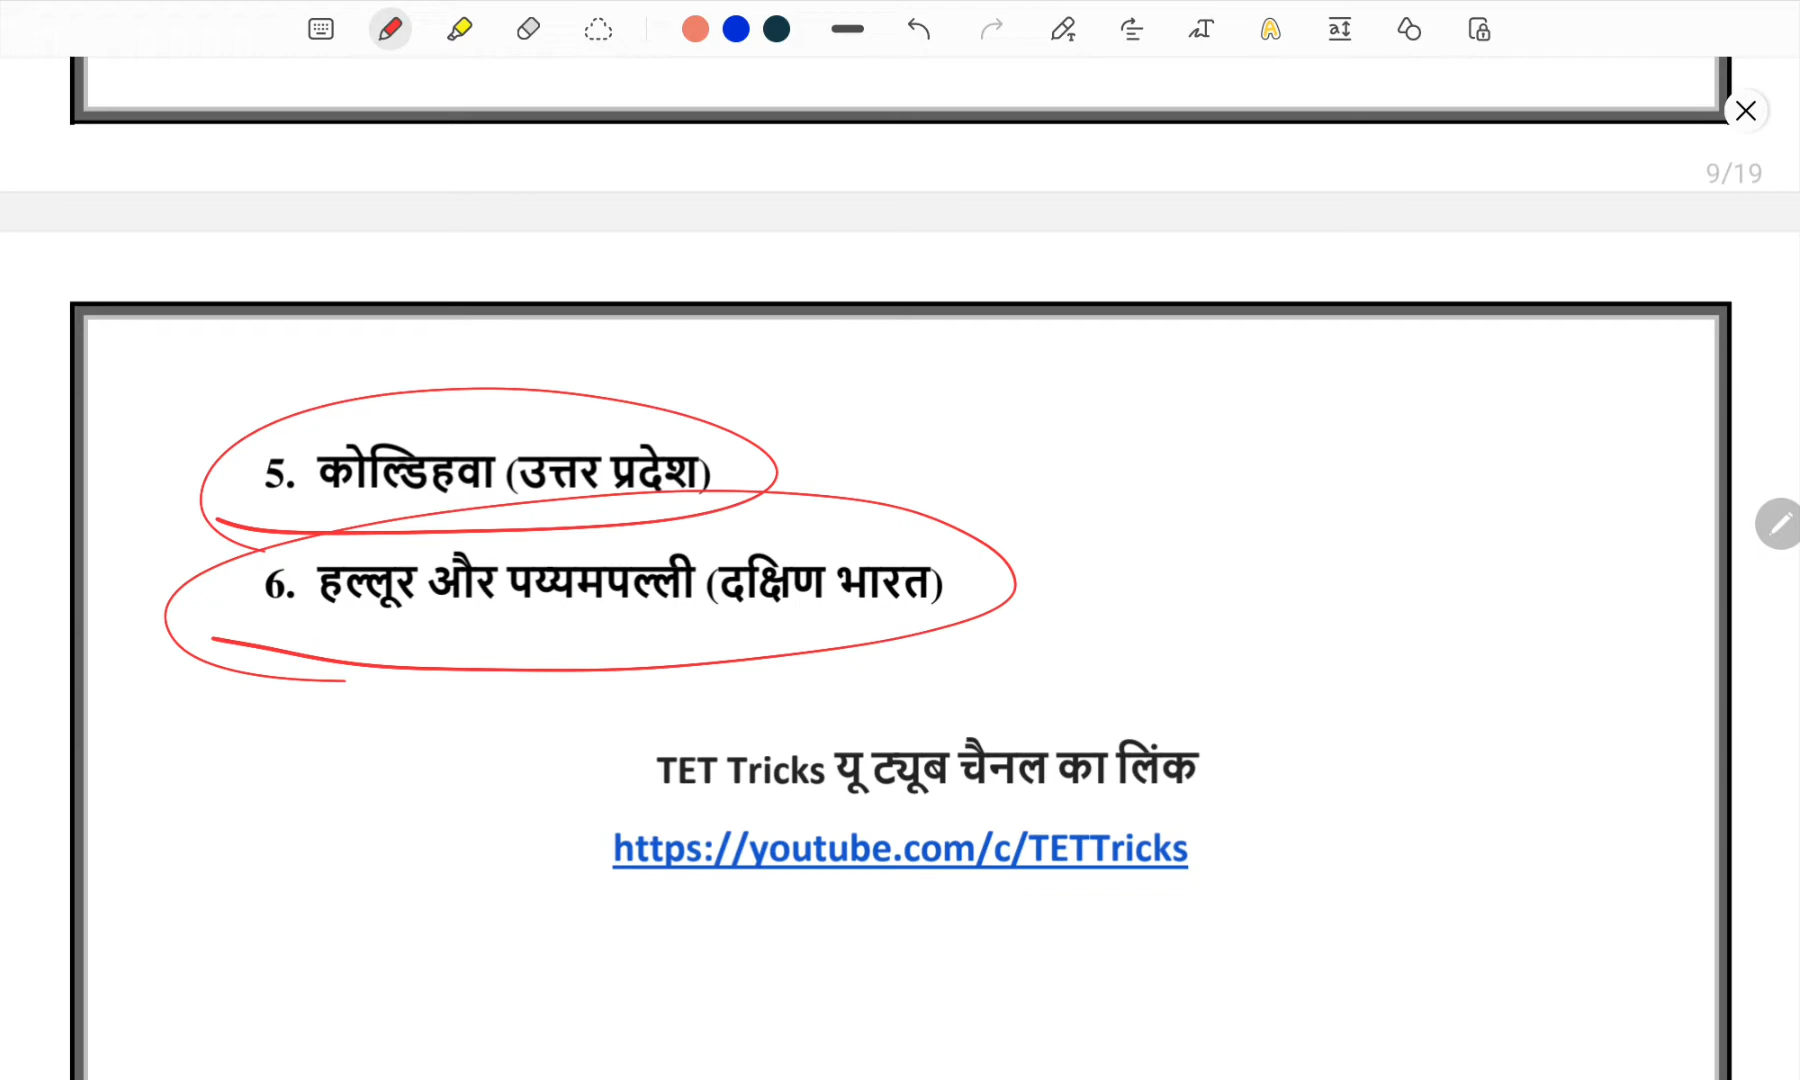 9/19
5. कोल्डिहवा (उत्तर प्रदेश)
6. हल्लूर और पय्यमपल्ली (दक्षिण भारत)
TET Tricks यू ट्यूब चैनल का लिंक
https://youtube.com/c/TETTricks